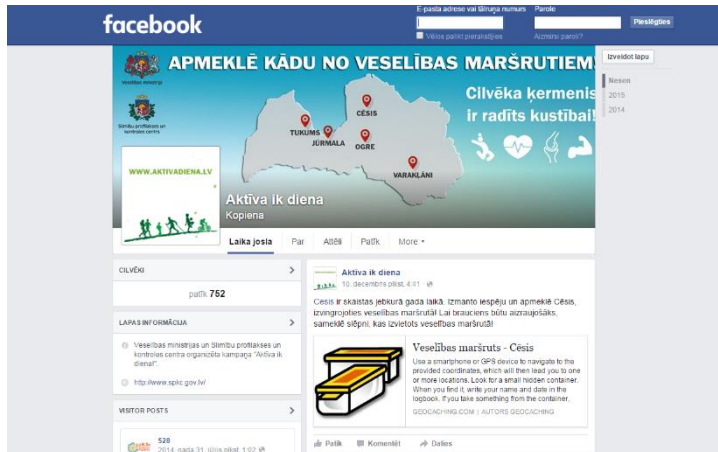 facebook
E-pasta adrese vai tālruņa numurs
Parole
Pieslēgties
Vēlos palikt pierakstījies
Aizmirsi paroli?
veselības ministrija
Slimību profilakses un
kontroles centrs
APMEKLĒ KĀDU NO VESELĪBAS MARŠRUTIEM
Cilvēka ķermenis
ir radīts kustībai!
CĒSIS
TUKUMS
JŪRMALA
OGRE
VARAKĻĀNI
WWW.AKTIVADIENA.LV
Aktīva ik diena
Kopiena
Izveidot lapu
Nesen
2015
2014
Laika josla
Par
Attēli
Patīk
More
CILVĒKI
patīk 752
LAPAS INFORMĀCIJA
Veselības ministrijas un Slimību profilakses un
kontroles centra organizēta kampaņa "Aktīva ik
diena!"
http://www.spkc.gov.lv/
VISITOR POSTS
528
2014. gada 31. jūlijs plkst. 1:02
Aktīva ik diena
10. decembris plkst. 4:41
Cēsis ir skaistas jebkurā gada laikā. Izmanto iespēju un apmeklē Cēsis,
izvingrojoties veselības maršrutā! Lai brauciens būtu aizraujošāks,
sameklē slēpni, kas izvietots veselības maršrutā!
Veselības maršruts - Cēsis
Use a smartphone or GPS device to navigate to the
provided coordinates, which will then lead you to one
or more locations. Look for a small hidden container.
When you find it, write your name and date in the
logbook. If you take something from the container,
GEOCACHING.COM | AUTORS GEOCACHING
Patīk
Komentēt
Dalies